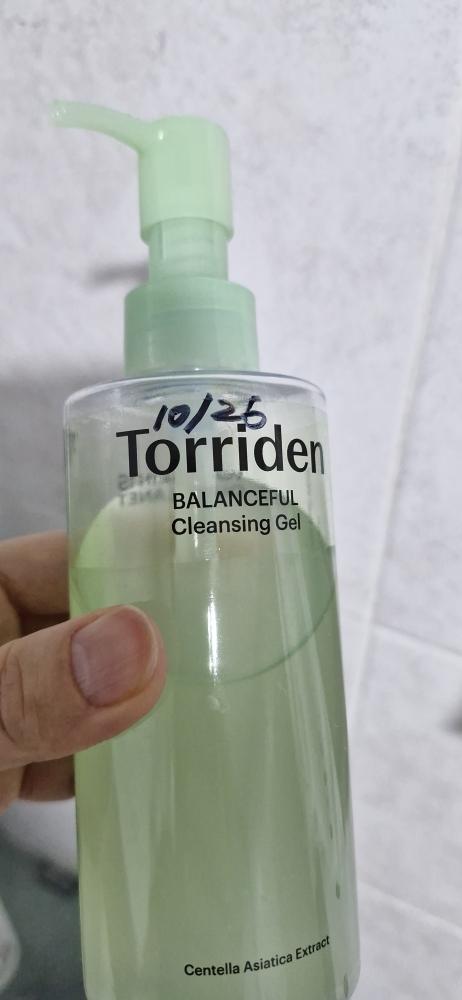 10/26
Torriden
BALANCEFUL
Cleansing Gel
Centella Asiatica Extract